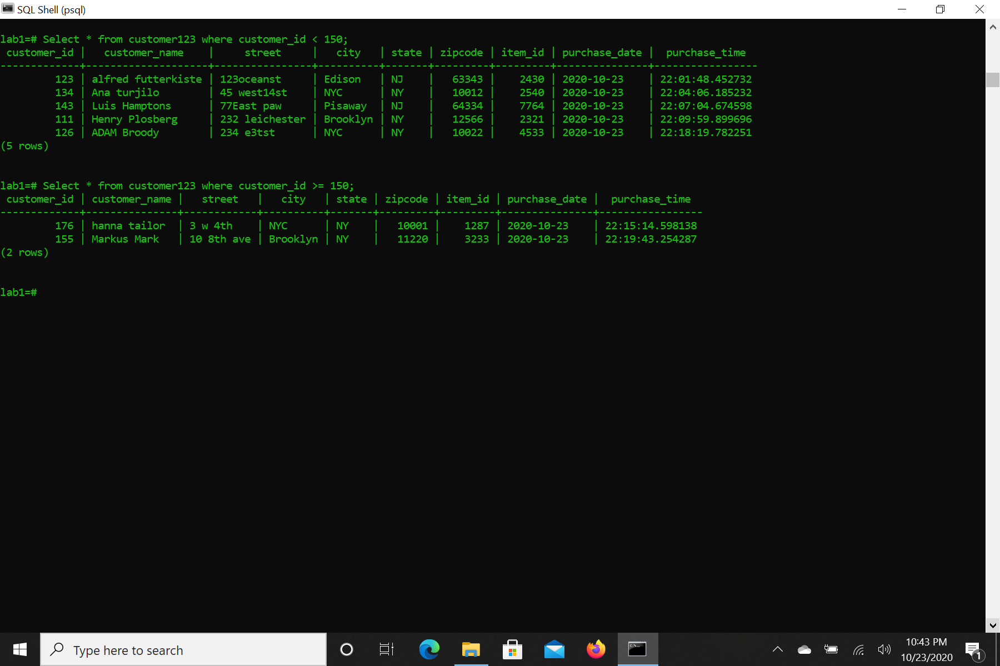 SQL Shell (psql)
lab1=# Select * from customer123 where customer_id < 150;
 customer_id |   customer_name    |     street     |   city   | state | zipcode | item_id | purchase_date |  purchase_time
-------------+--------------------+----------------+----------+-------+---------+---------+---------------+-----------------
         123 | alfred futterkiste | 123oceanst     | Edison   | NJ    |   63343 |    2430 | 2020-10-23    | 22:01:48.452732
         134 | Ana turjilo        | 45 west14st    | NYC      | NY    |   10012 |    2540 | 2020-10-23    | 22:04:06.185232
         143 | Luis Hamptons      | 77East paw     | Pisaway  | NJ    |   64334 |    7764 | 2020-10-23    | 22:07:04.674598
         111 | Henry Plosberg     | 232 leichester | Brooklyn | NY    |   12566 |    2321 | 2020-10-23    | 22:09:59.899696
         126 | ADAM Broody        | 234 e3tst      | NYC      | NY    |   10022 |    4533 | 2020-10-23    | 22:18:19.782251
(5 rows)
lab1=# Select * from customer123 where customer_id >= 150;
 customer_id | customer_name |   street   |   city   | state | zipcode | item_id | purchase_date |  purchase_time
-------------+---------------+------------+----------+-------+---------+---------+---------------+-----------------
         176 | hanna tailor  | 3 w 4th    | NYC      | NY    |   10001 |    1287 | 2020-10-23    | 22:15:14.598138
         155 | Markus Mark   | 10 8th ave | Brooklyn | NY    |   11220 |    3233 | 2020-10-23    | 22:19:43.254287
(2 rows)
lab1=#
Type here to search
10:43 PM
10/23/2020
1